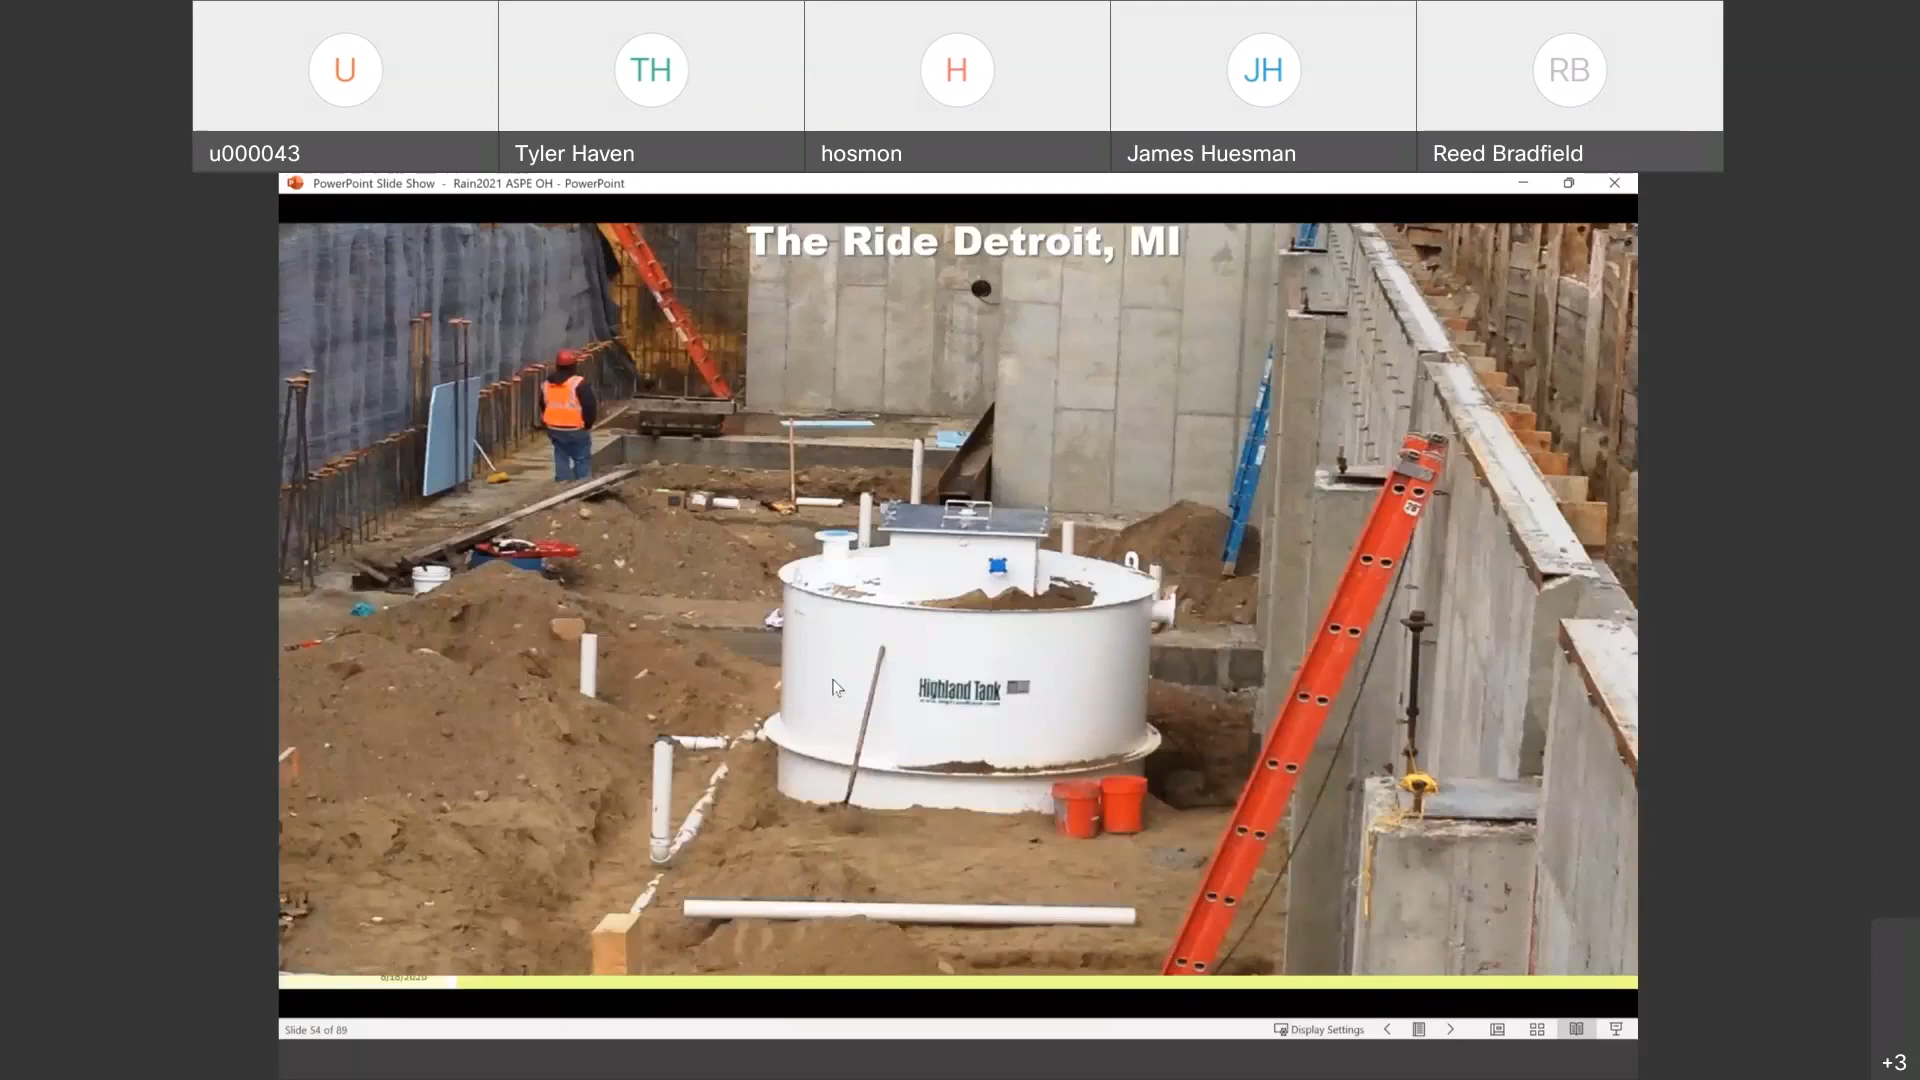 U
TH
H
JH
RB
u000043
Tyler Haven
hosmon
James Huesman
Reed Bradfield
PowerPoint Slide Show - Rain2021 ASPE OH - PowerPoint
The Ride Detroit, MI
Highland Tank
Slide 54 of 89
Display Settings
+3